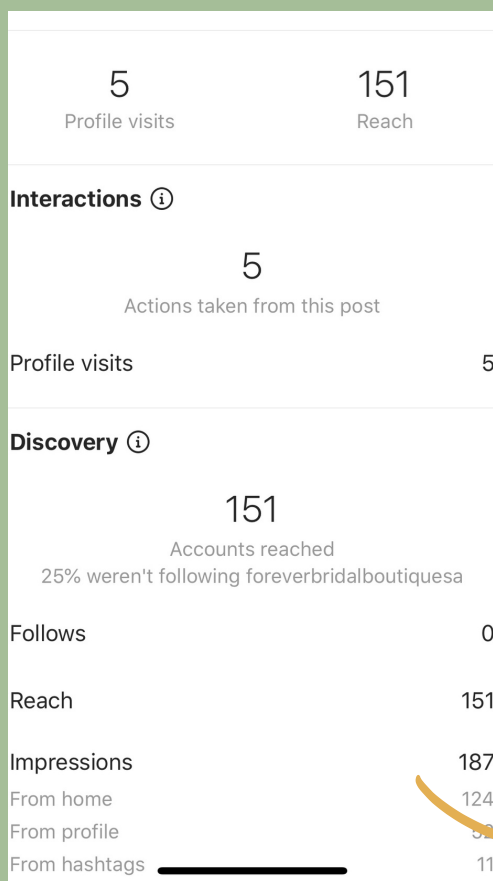 5 151
Profile visits Reach
Interactions
5
Actions taken from this post
Profile visits 5
Discovery
151
Accounts reached
25% weren't following foreverbridalboutiquesa
Follows 0
Reach 151
Impressions 187
From home 124
From profile 52
From hashtags 11